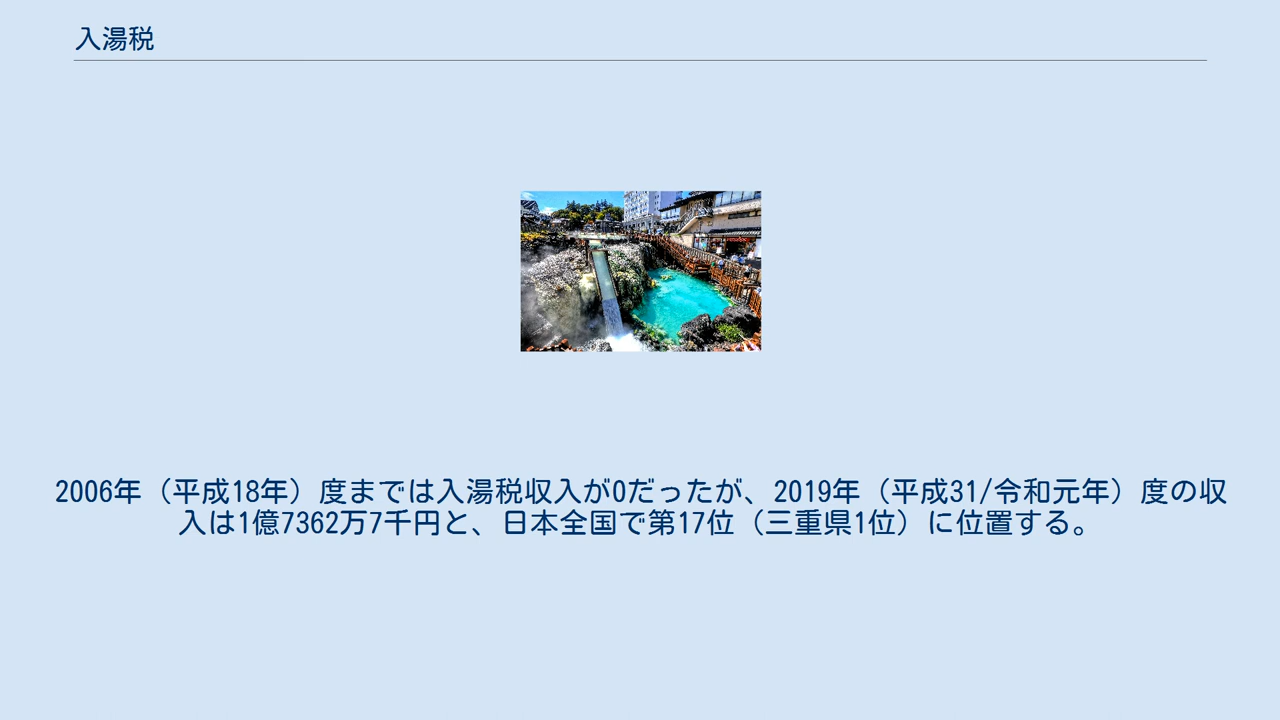 入湯税
2006年（平成18年）度までは入湯税収入が0だったが、2019年（平成31/令和元年）度の収
入は1億7362万7千円と、日本全国で第17位（三重県1位）に位置する。